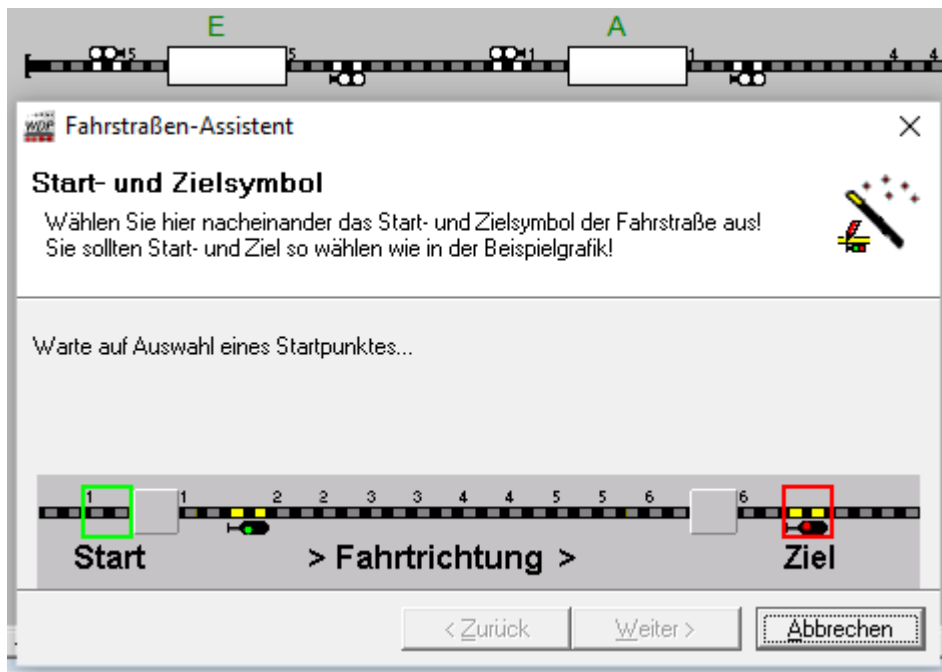 E A
5 5 1 1 4 4
WDP Fahrstraßen-Assistent
Start- und Zielsymbol
Wählen Sie hier nacheinander das Start- und Zielsymbol der Fahrstraße aus!
Sie sollten Start- und Ziel so wählen wie in der Beispielgrafik!
Warte auf Auswahl eines Startpunktes...
1 1 2 2 3 3 4 4 5 5 6 6
Start > Fahrtrichtung > Ziel
< Zurück Weiter > Abbrechen